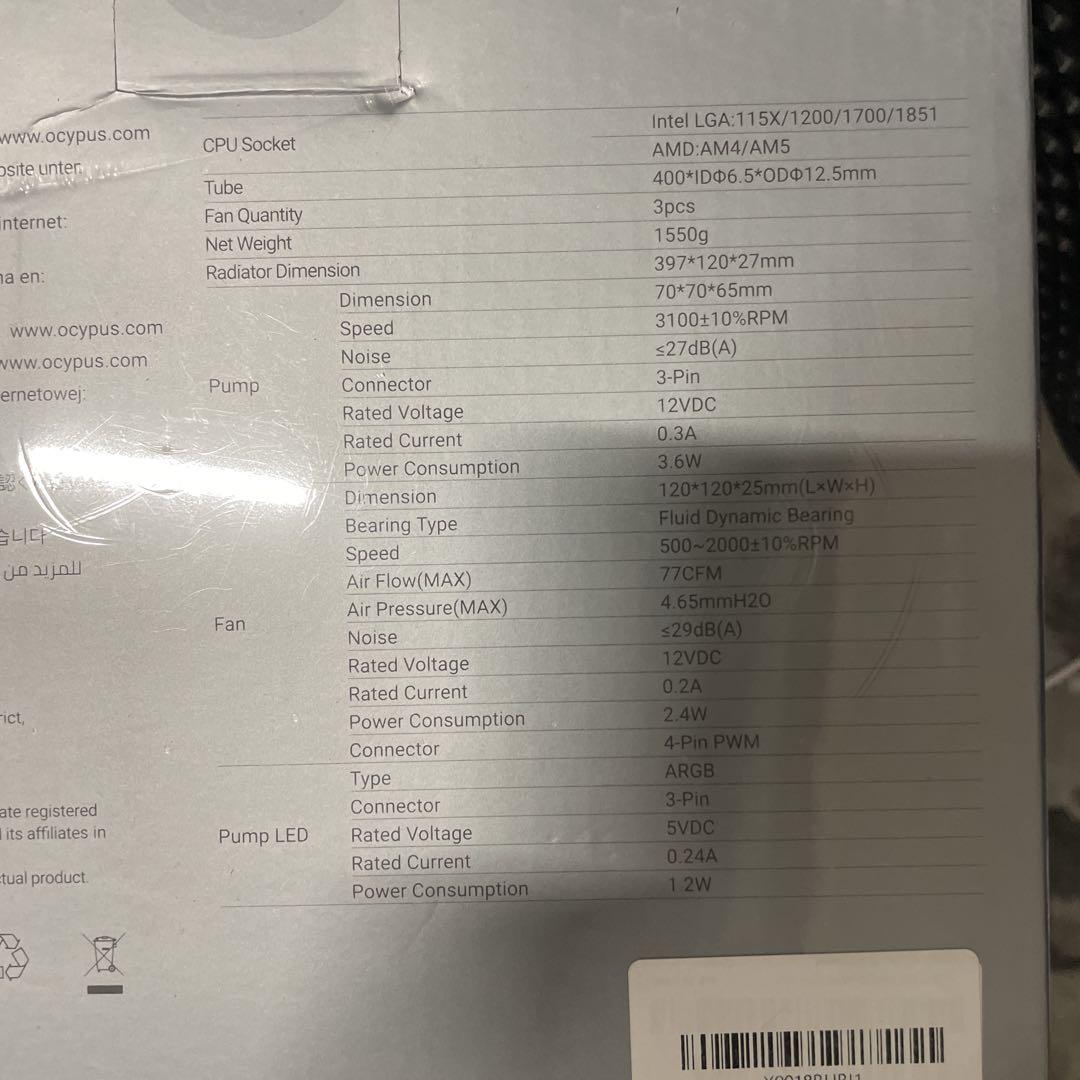 www.ocypus.com
osite unter:
internet:
na en:
www.ocypus.com
www.ocypus.com
ernetowej:
認く
습니다
للمزيد من
rict,
ate registered
its affiliates in
ctual product.
CPU Socket Intel LGA:115X/1200/1700/1851
AMD:AM4/AM5
Tube 400*IDΦ6.5*ODΦ12.5mm
Fan Quantity 3pcs
Net Weight 1550g
Radiator Dimension 397*120*27mm
Pump
Dimension 70*70*65mm
Speed 3100±10%RPM
Noise ≤27dB(A)
Connector 3-Pin
Rated Voltage 12VDC
Rated Current 0.3A
Power Consumption 3.6W
Fan
Dimension 120*120*25mm(L×W×H)
Bearing Type Fluid Dynamic Bearing
Speed 500~2000±10%RPM
Air Flow(MAX) 77CFM
Air Pressure(MAX) 4.65mmH2O
Noise ≤29dB(A)
Rated Voltage 12VDC
Rated Current 0.2A
Power Consumption 2.4W
Connector 4-Pin PWM
Pump LED
Type ARGB
Connector 3-Pin
Rated Voltage 5VDC
Rated Current 0.24A
Power Consumption 1.2W